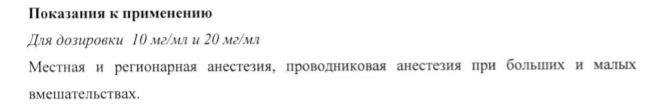 Показания к применению
Для дозировки 10 мг/мл и 20 мг/мл
Местная и регионарная анестезия, проводниковая анестезия при больших и малых
вмешательствах.